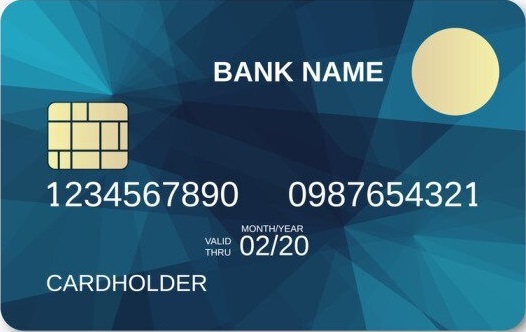 BANK NAME
1234567890 0987654321
MONTH/YEAR
VALID THRU 02/20
CARDHOLDER